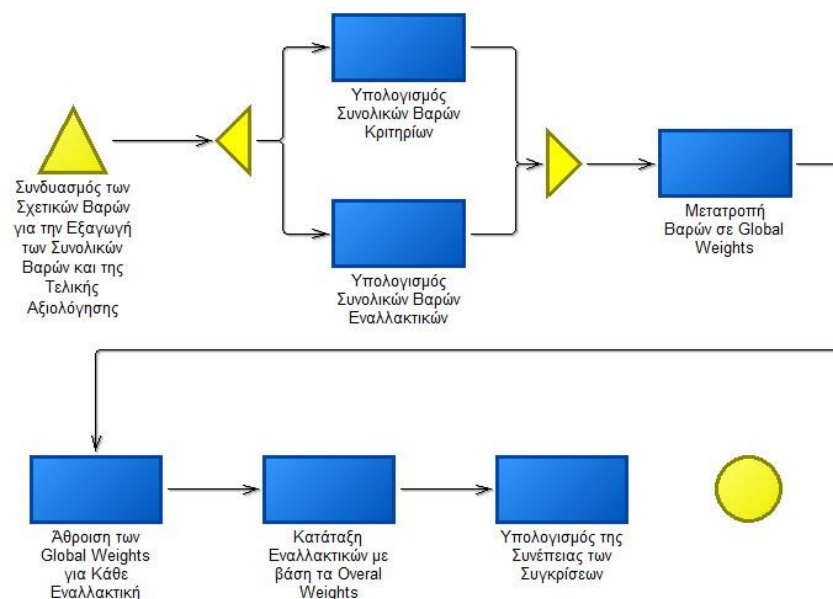 Υπολογισμός
Συνολικών Βαρών
Κριτηρίων
Συνδυασμός των
Σχετικών Βαρών
για την Εξαγωγή
των Συνολικών
Βαρών και της
Τελικής
Αξιολόγησης
Υπολογισμός
Συνολικών Βαρών
Εναλλακτικών
Μετατροπή
Βαρών σε Global
Weights
Άθροιση των
Global Weights
για Κάθε
Εναλλακτική
Κατάταξη
Εναλλακτικών με
βάση τα Overal
Weights
Υπολογισμός της
Συνέπειας των
Συγκρίσεων